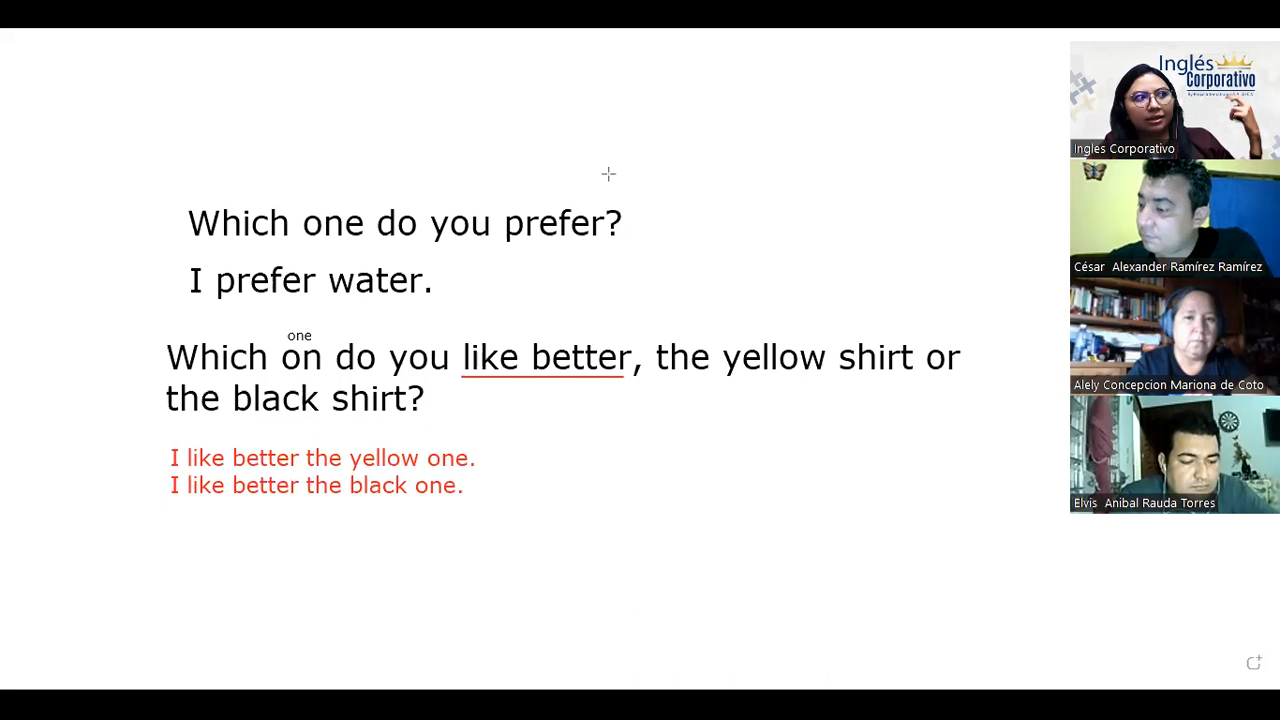 Which one do you prefer?
I prefer water.
one
Which on do you like better, the yellow shirt or
the black shirt?
I like better the yellow one.
I like better the black one.
Inglés
Corporativo
Ingles Corporativo
César Alexander Ramírez Ramírez
Alely Concepcion Mariona de Coto
Elvis Anibal Rauda Torres